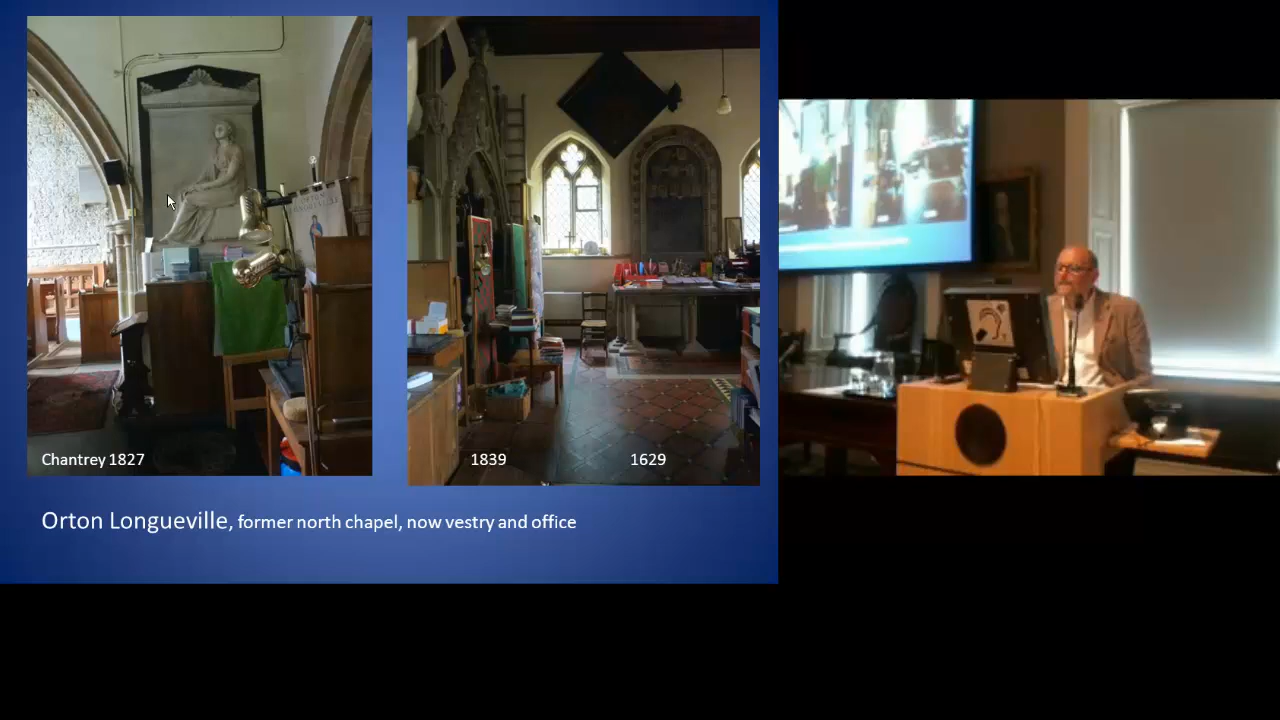 Chantrey 1827
1839
1629
Orton Longueville, former north chapel, now vestry and office